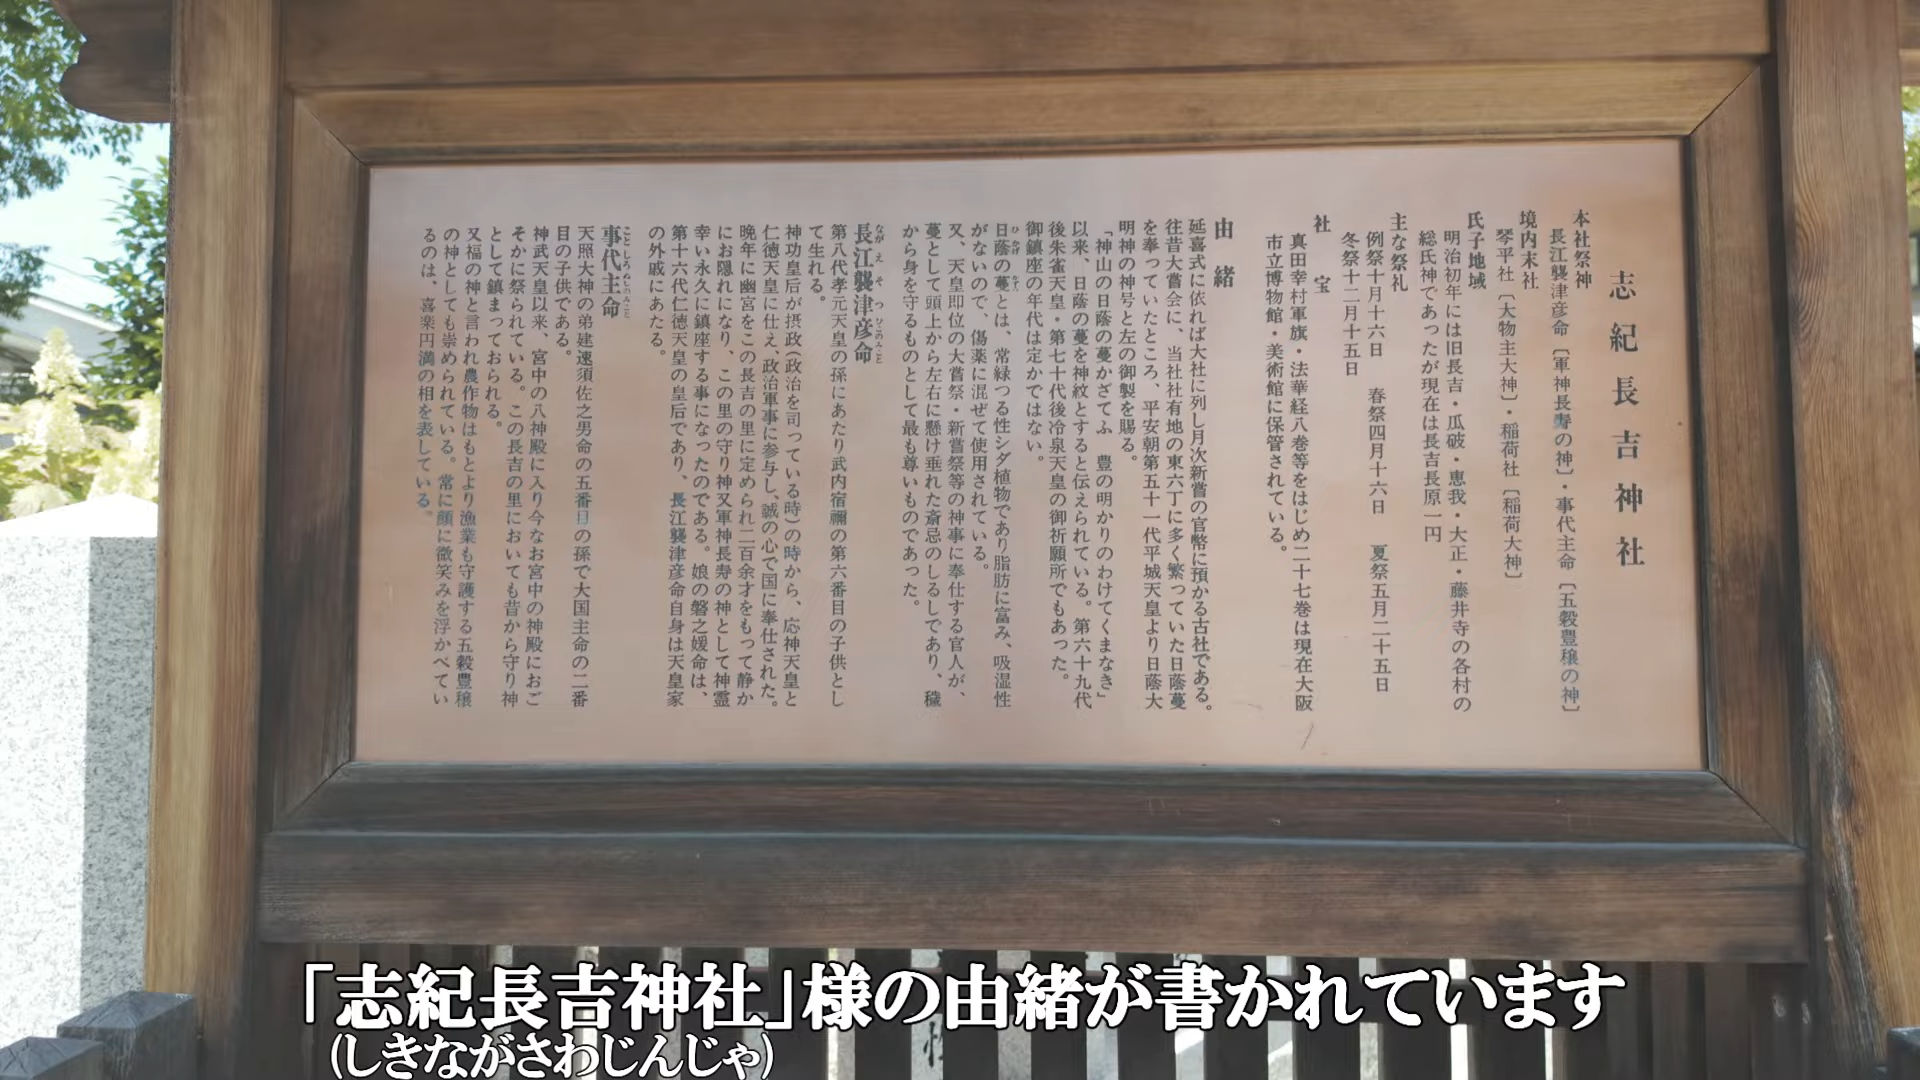 志紀長吉神社
本社祭神
長江襲津彦命〔軍神長寿の神〕・事代主命〔五穀豊穣の神〕
境内末社
琴平社〔大物主大神〕・稲荷社〔稲荷大神〕
氏子地域
明治初年には旧長吉・瓜破・恵我・大正・藤井寺の各村の
総氏神であったが現在は長吉長原一円
主な祭礼
例祭十月十六日　春祭四月十六日　夏祭五月二十五日
冬祭十二月十五日
社宝
真田幸村軍旗・法華経八巻等をはじめ二十七巻は現在大阪
市立博物館・美術館に保管されている。
由緒
延喜式に依れば大社に列し月次新嘗の官幣に預かる古社である。
往昔大嘗会に、当社社有地の東六丁に多く繁っていた日蔭蔓
を奉っていたところ、平安朝第五十一代平城天皇より日蔭大
明神の神号と左の御製を賜る。
「神山の日蔭の蔓かざてふ　豊の明かりのわけてくまなき」
以来、日蔭の蔓を神紋とすると伝えられている。第六十九代
後朱雀天皇・第七十代後冷泉天皇の御祈願所でもあった。
御鎮座の年代は定かではない。
日蔭の蔓とは、常緑つる性シダ植物であり脂肪に富み、吸湿性
がないので、傷薬に混ぜて使用されている。
又、天皇即位の大嘗祭・新嘗祭等の神事に奉仕する官人が、
蔓として頭上から左右に懸け垂れた斎忌のしるしであり、穢
から身を守るものとして最も尊いものであった。
長江襲津彦命
ながえそつひこのみこと
第八代孝元天皇の孫にあたり武内宿禰の第六番目の子供とし
て生れる。
神功皇后が摂政(政治を司っている時)の時から、応神天皇と
仁徳天皇に仕え、政治軍事に参与し、誠の心で国に奉仕された。
晩年に幽宮をこの長吉の里に定められ二百余才をもって静か
にお隠れになり、この里の守り神又軍神長寿の神として神霊
幸い永久に鎮座する事になったのである。娘の磐之媛命は、
第十六代仁徳天皇の皇后であり、長江襲津彦命自身は天皇家
の外戚にあたる。
事代主命
ことしろぬしのみこと
天照大神の弟建速須佐之男命の五番目の孫で大国主命の二番
目の子供である。
神武天皇以来、宮中の八神殿に入り今なお宮中の神殿におご
そかに祭られている。この長吉の里においても昔から守り神
として鎮まっておられる。
又福の神と言われ農作物はもとより漁業も守護する五穀豊穣
の神としても崇められている。常に顔に微笑みを浮かべてい
るのは、喜楽円満の相を表している。
「志紀長吉神社」様の由緒が書かれています
(しきながさわじんじゃ)